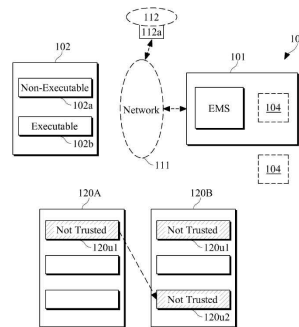 112
112a
10
102
101
Non-Executable
102a
Executable
102b
Network
EMS
104
111
104
120A
120B
Not Trusted
120u1
Not Trusted
120u1
Not Trusted
120u2